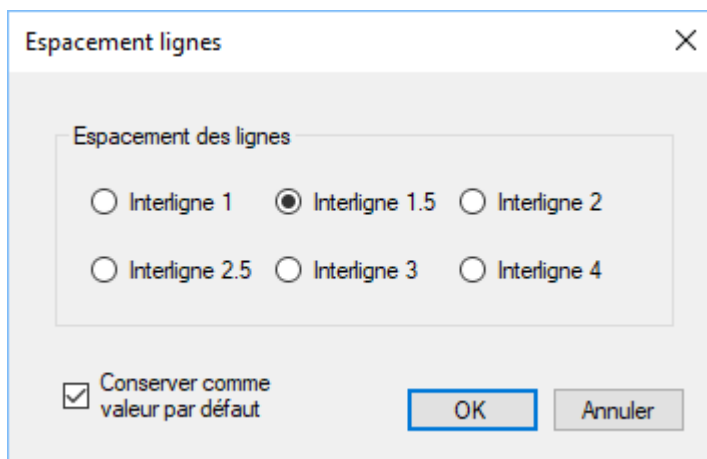 Espacement lignes
Espacement des lignes
Interligne 1 Interligne 1.5 Interligne 2
Interligne 2.5 Interligne 3 Interligne 4
Conserver comme
valeur par défaut
OK Annuler